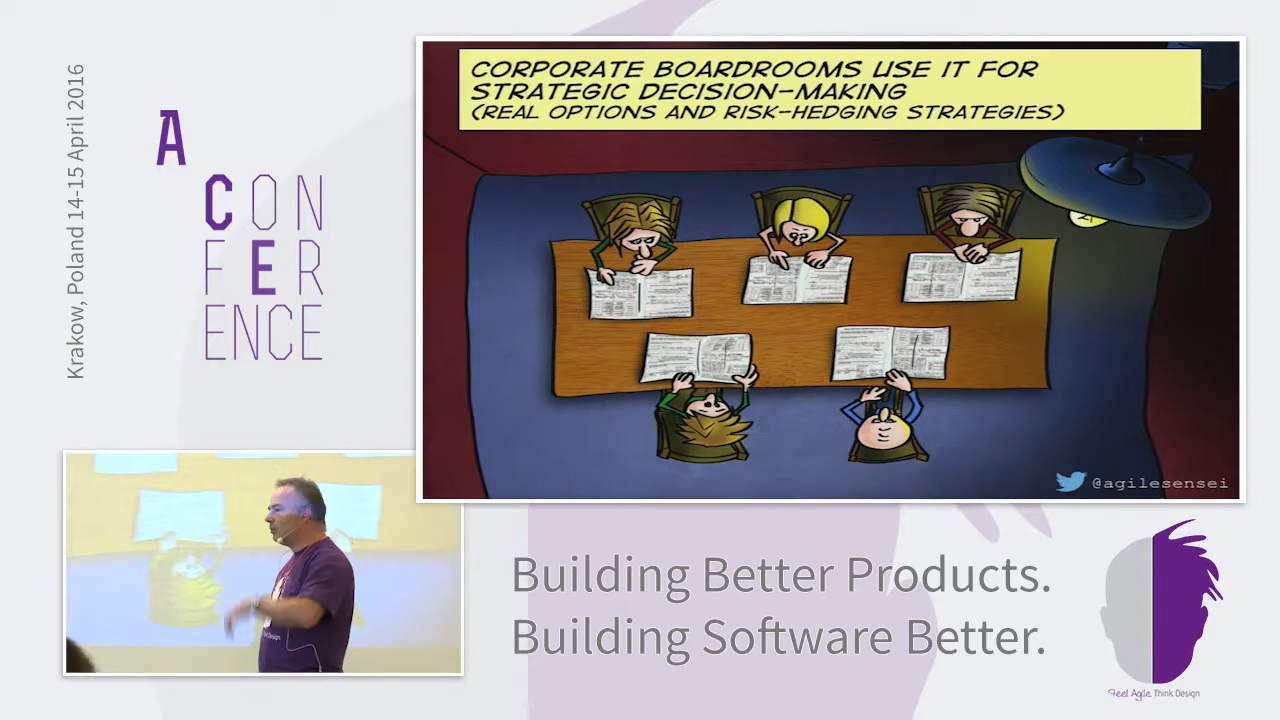 Krakow, Poland 14-15 April 2016
A
CON
FER
ENCE
CORPORATE BOARDROOMS USE IT FOR
STRATEGIC DECISION-MAKING
(REAL OPTIONS AND RISK-HEDGING STRATEGIES)
@agilesensei
Building Better Products.
Building Software Better.
Feel Agile. Think Design